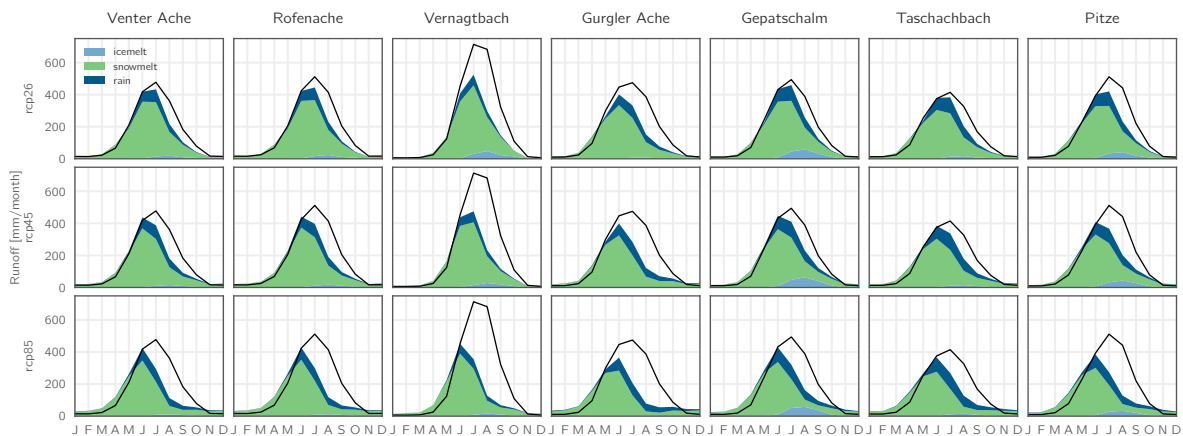 Venter Ache Rofenache Vernagtbach Gurgler Ache Gepatschalm Taschachbach Pitze
icemelt
snowmelt
rain
rcp26
600
400
200
0
Runoff [mm/month]
rcp45
600
400
200
0
rcp85
600
400
200
0
J F M A M J J A S O N D J F M A M J J A S O N D J F M A M J J A S O N D J F M A M J J A S O N D J F M A M J J A S O N D J F M A M J J A S O N D J F M A M J J A S O N D